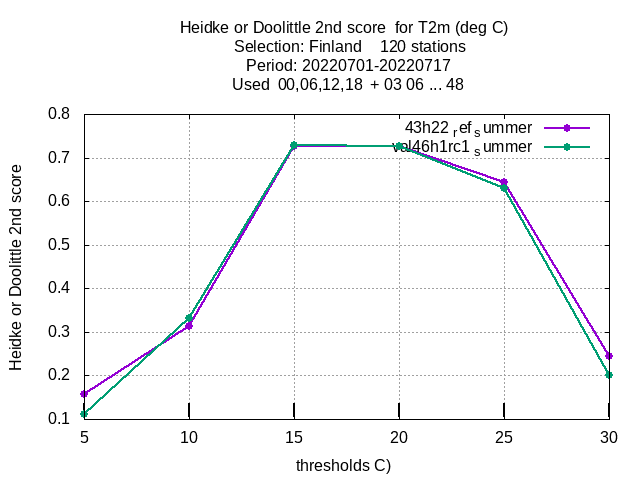 Heidke or Doolittle 2nd score  for T2m (deg C)
Selection: Finland    120 stations
Period: 20220701-20220717
Used  00,06,12,18  + 03 06 ... 48
0.8
0.7
0.6
0.5
0.4
0.3
0.2
0.1
Heidke or Doolittle 2nd score
43h22 ref summer
val46h1rc1 summer
5 10 15 20 25 30
thresholds C)